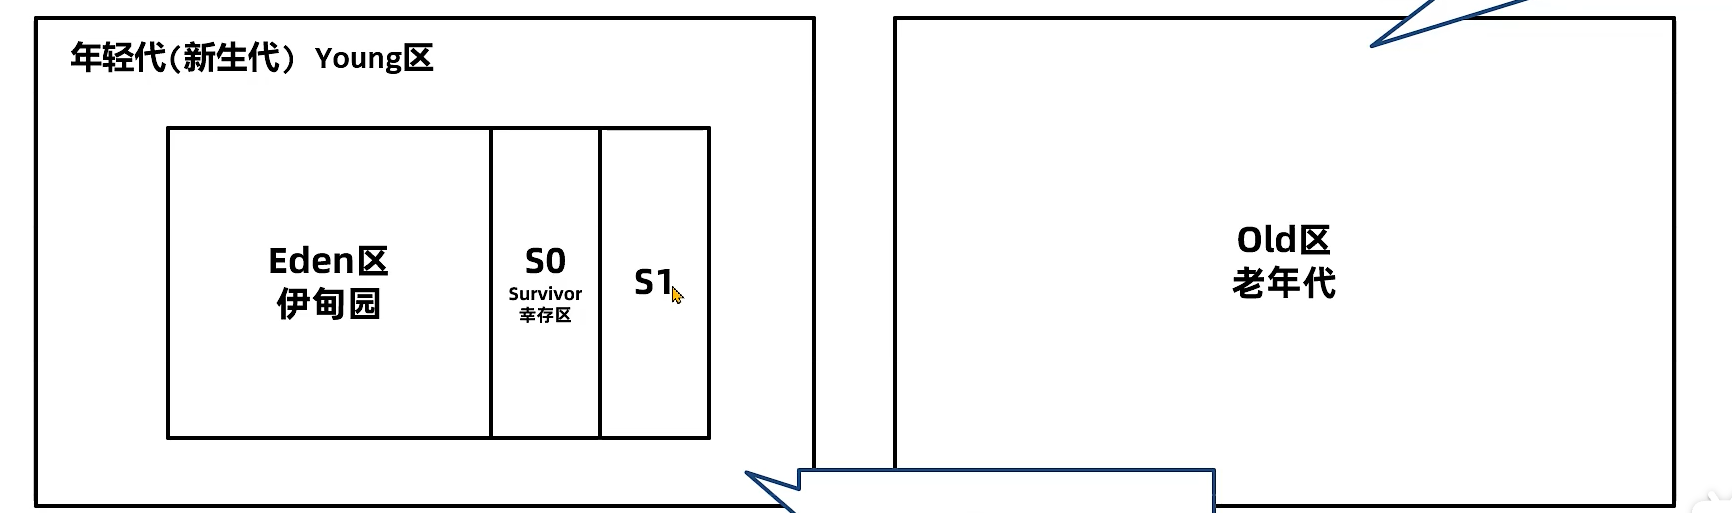 年轻代(新生代） Young区
Eden区
伊甸园
S0
Survivor
幸存区
S1
Old区
老年代